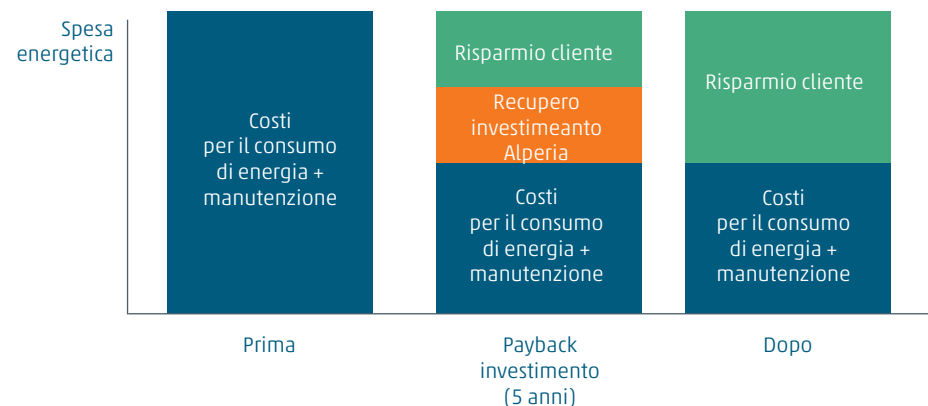 Spesa
energetica
Costi
per il consumo
di energia +
manutenzione
Risparmio cliente
Recupero
investimeanto
Alperia
Costi
per il consumo
di energia +
manutenzione
Risparmio cliente
Costi
per il consumo
di energia +
manutenzione
Prima
Payback
investimento
(5 anni)
Dopo